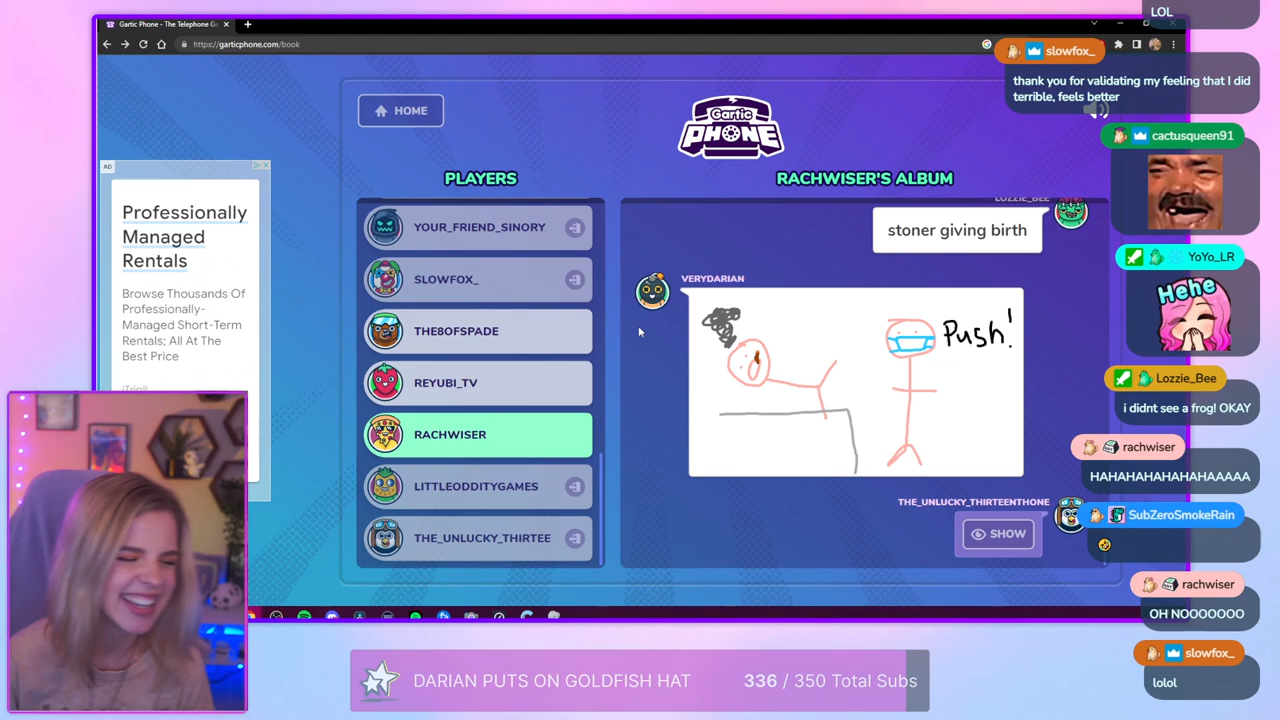 Gartic Phone - The Telephone Ga
https://garticphone.com/book
HOME
Gartic
PHONE
PLAYERS
YOUR_FRIEND_SINORY
SLOWFOX_
THE8OFSPADE
REYUBI_TV
RACHWISER
LITTLEODDITYGAMES
THE_UNLUCKY_THIRTEE
RACHWISER'S ALBUM
LOZZIE_BEE
stoner giving birth
VERYDARIAN
Push!
THE_UNLUCKY_THIRTEENTHONE
SHOW
AD
Professionally
Managed
Rentals
Browse Thousands Of
Professionally-
Managed Short-Term
Rentals; All At The
Best Price
LOL
slowfox_
thank you for validating my feeling that I did
terrible, feels better
cactusqueen91
YoYo_LR
Hehe
Lozzie_Bee
i didnt see a frog! OKAY
rachwiser
HAHAHAHAHAHAAAAA
SubZeroSmokeRain
rachwiser
OH NOOOOOO
slowfox_
lolol
DARIAN PUTS ON GOLDFISH HAT
336 / 350 Total Subs